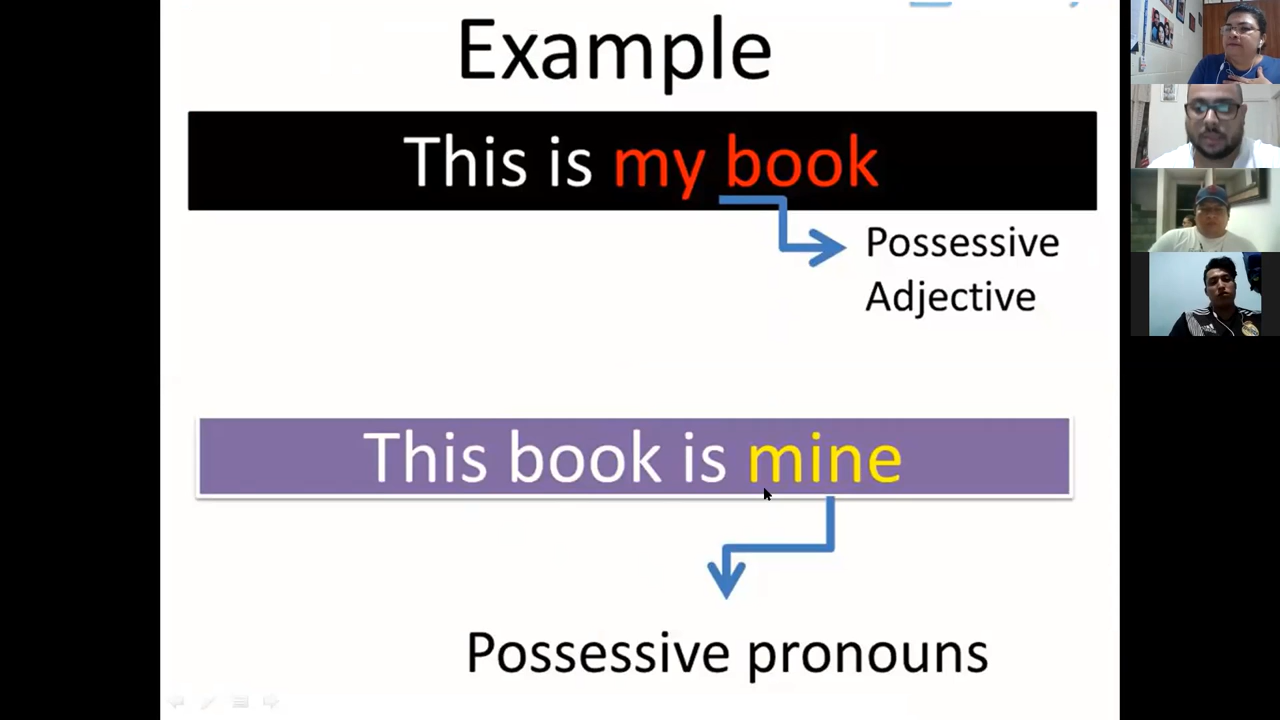 Example
This is my book
Possessive
Adjective
This book is mine
Possessive pronouns